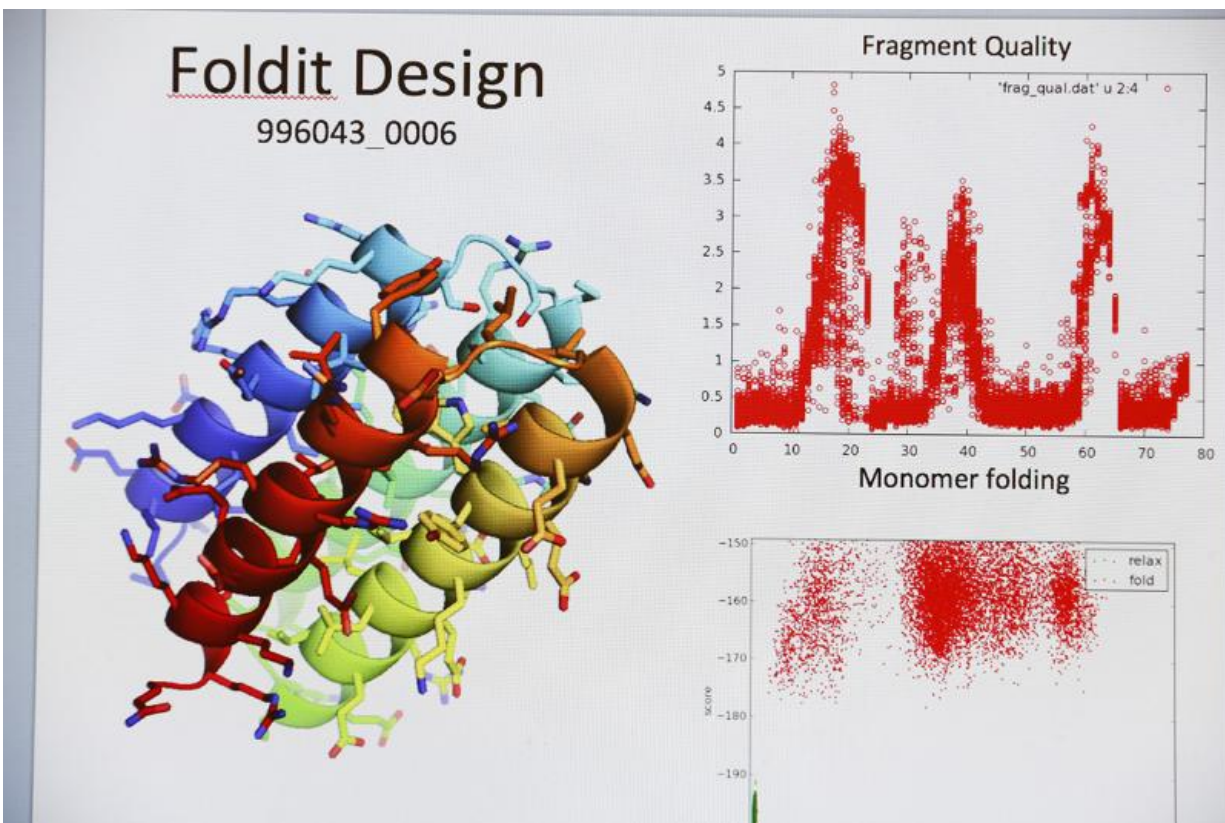 Foldit Design
996043_0006
Fragment Quality
'frag_qual.dat' u 2:4
5
4.5
4
3.5
3
2.5
2
1.5
1
0.5
0
0 10 20 30 40 50 60 70 80
Monomer folding
relax
fold
score
−150
−160
−170
−180
−190